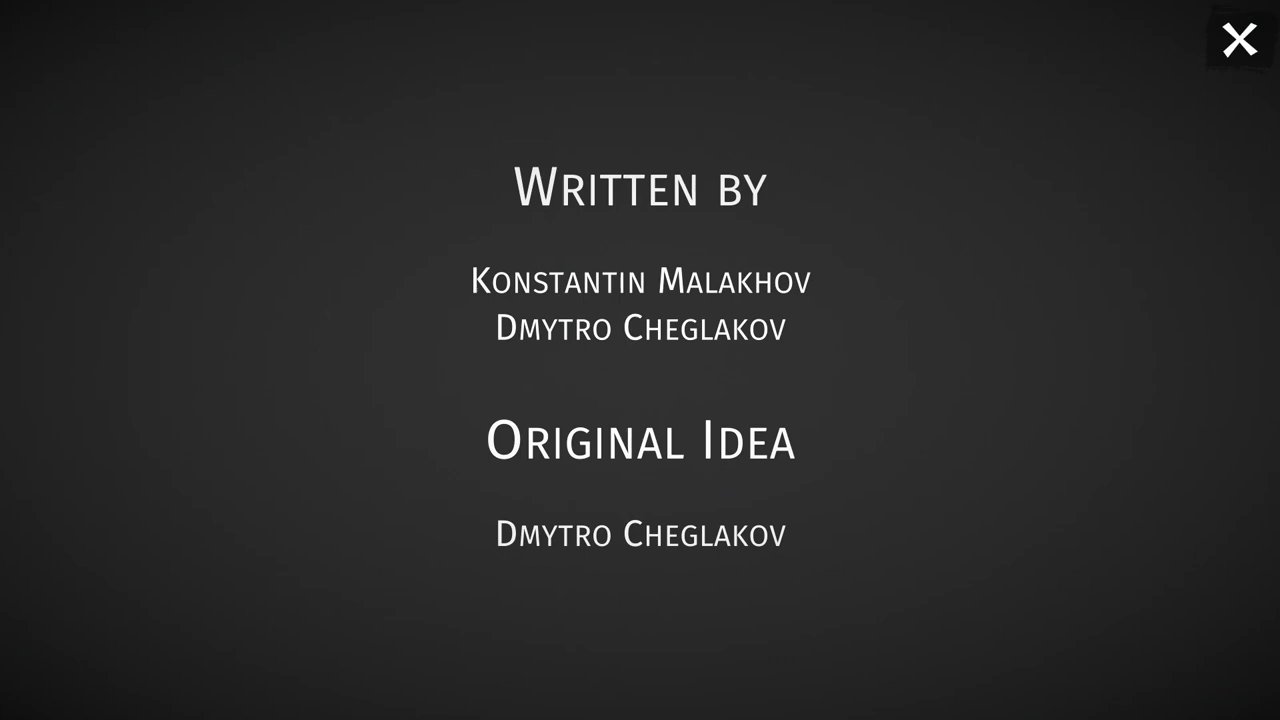 Written by
Konstantin Malakhov
Dmytro Cheglakov
Original Idea
Dmytro Cheglakov